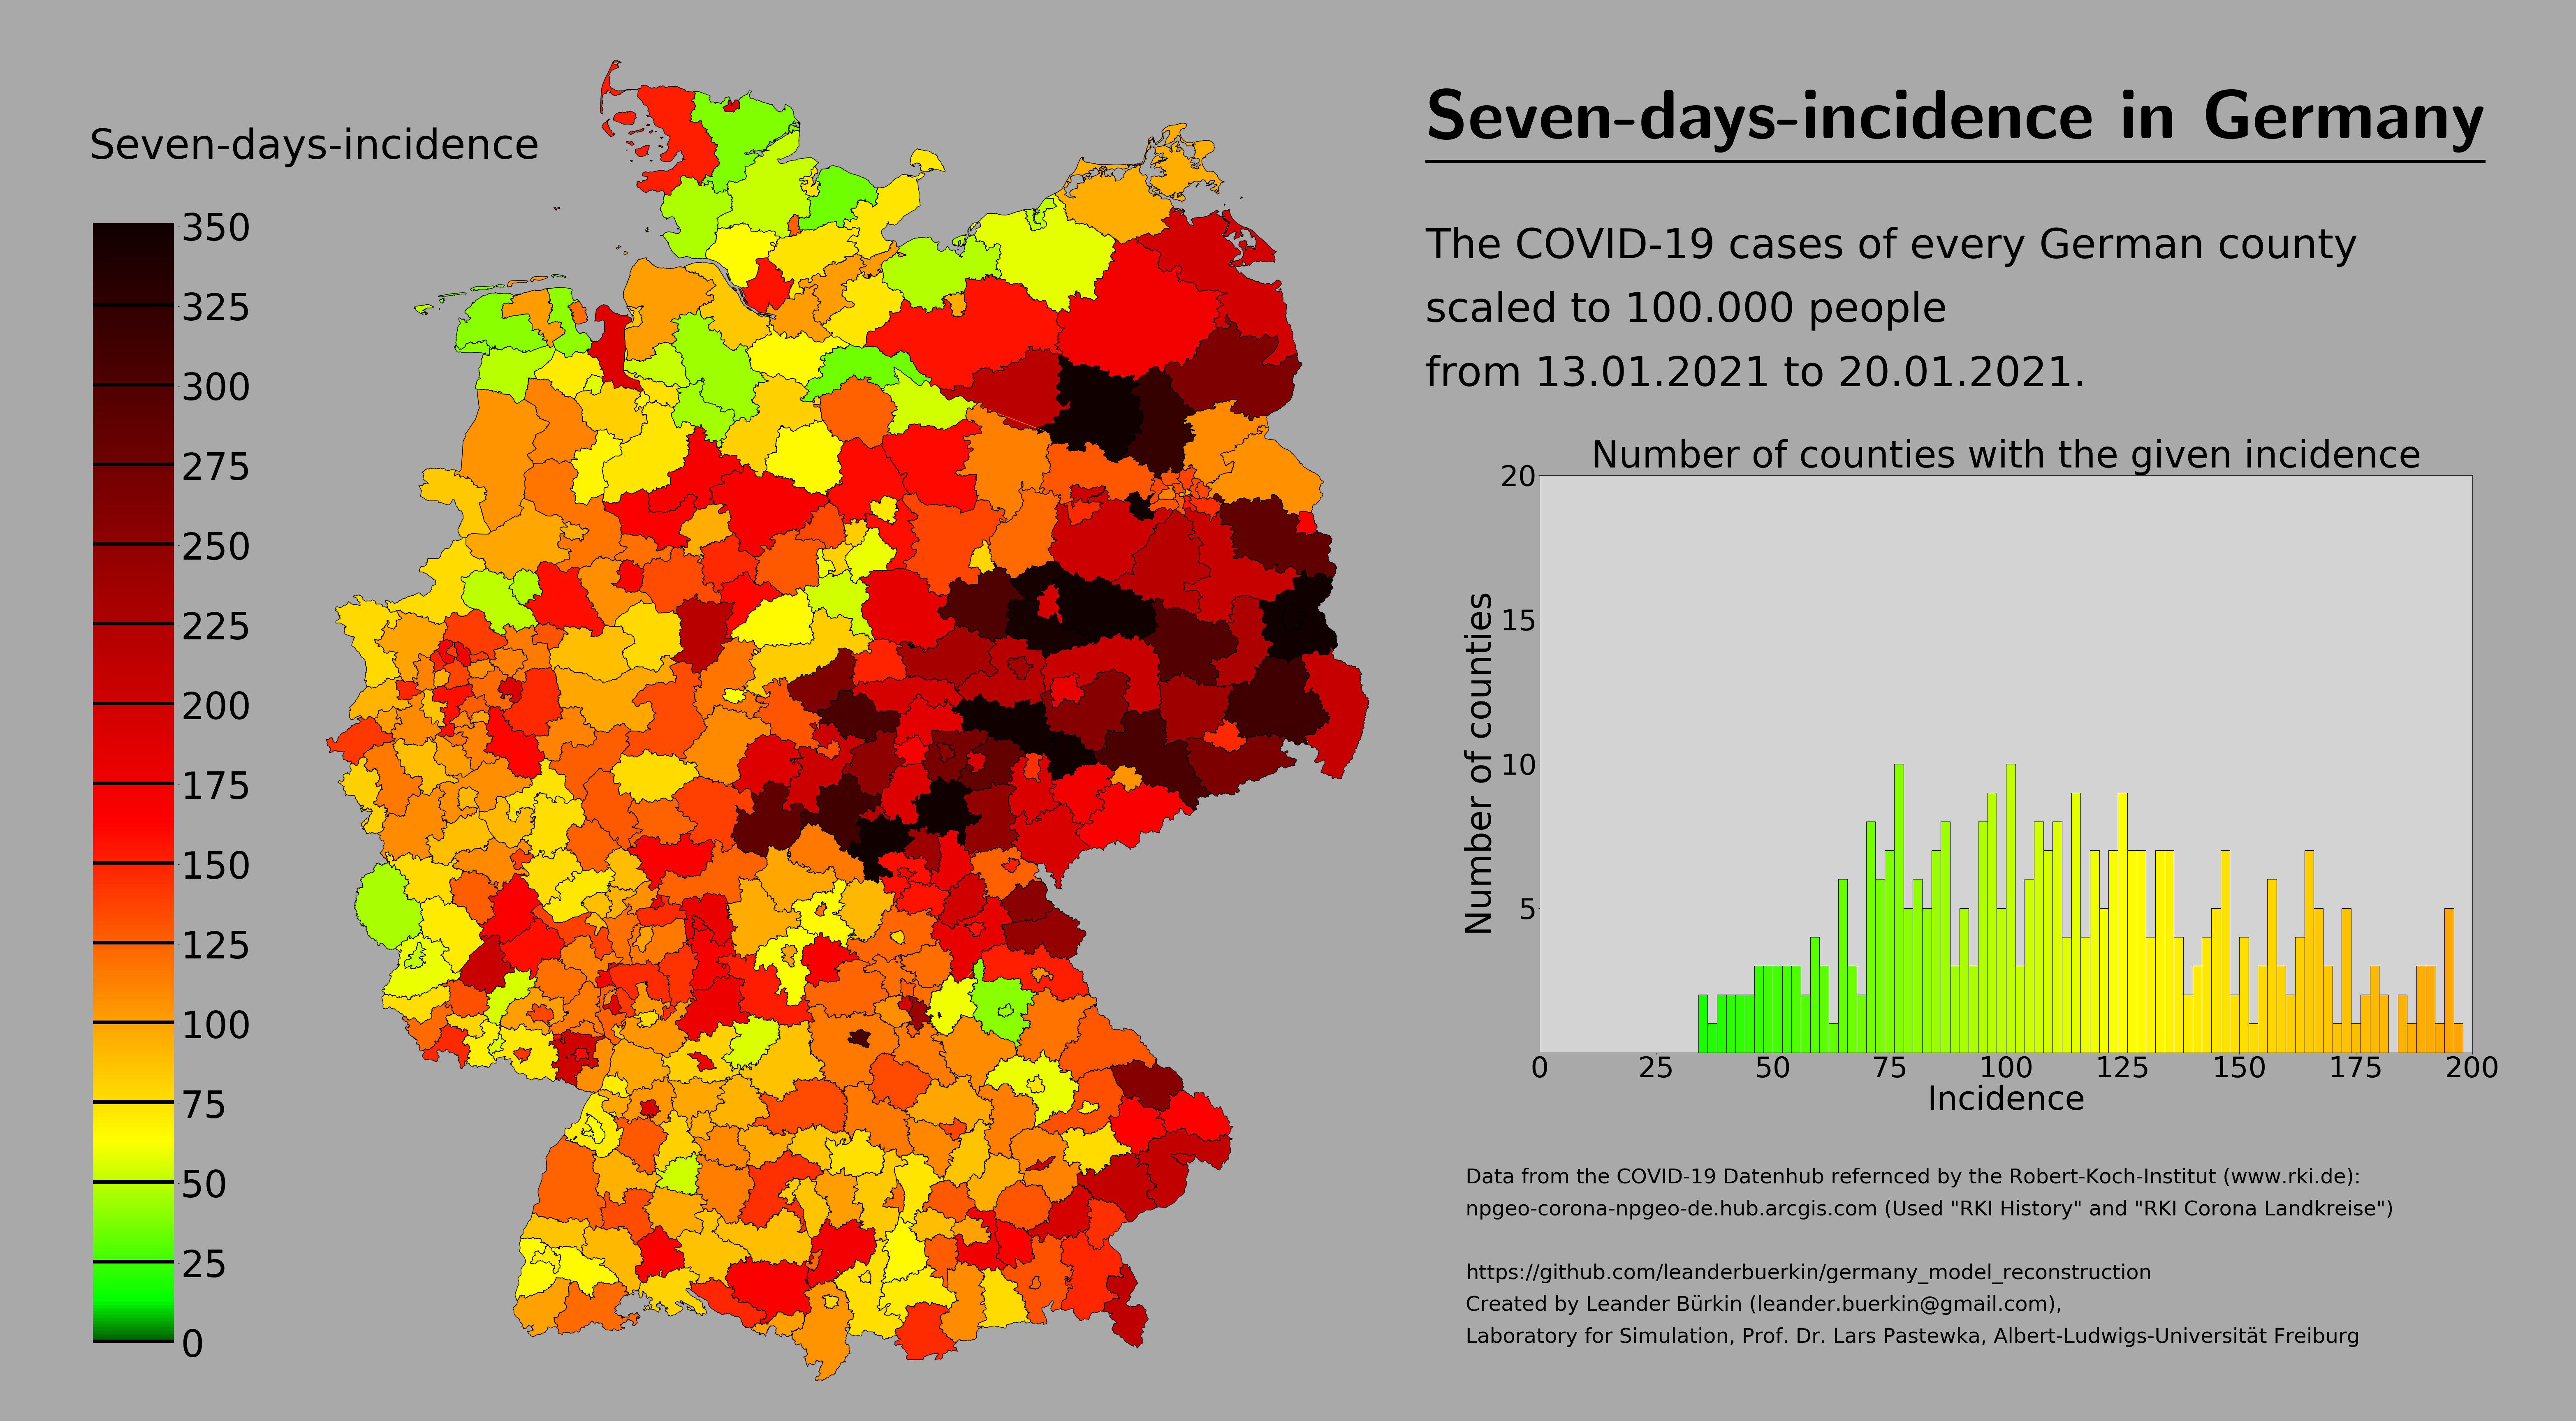 Seven-days-incidence
350
325
300
275
250
225
200
175
150
125
100
75
50
25
0
Seven-days-incidence in Germany
The COVID-19 cases of every German county
scaled to 100.000 people
from 13.01.2021 to 20.01.2021.
Number of counties with the given incidence
20
15
10
5
Number of counties
0 25 50 75 100 125 150 175 200
Incidence
Data from the COVID-19 Datenhub refernced by the Robert-Koch-Institut (www.rki.de):
npgeo-corona-npgeo-de.hub.arcgis.com (Used "RKI History" and "RKI Corona Landkreise")
https://github.com/leanderbuerkin/germany_model_reconstruction
Created by Leander Bürkin (leander.buerkin@gmail.com),
Laboratory for Simulation, Prof. Dr. Lars Pastewka, Albert-Ludwigs-Universität Freiburg